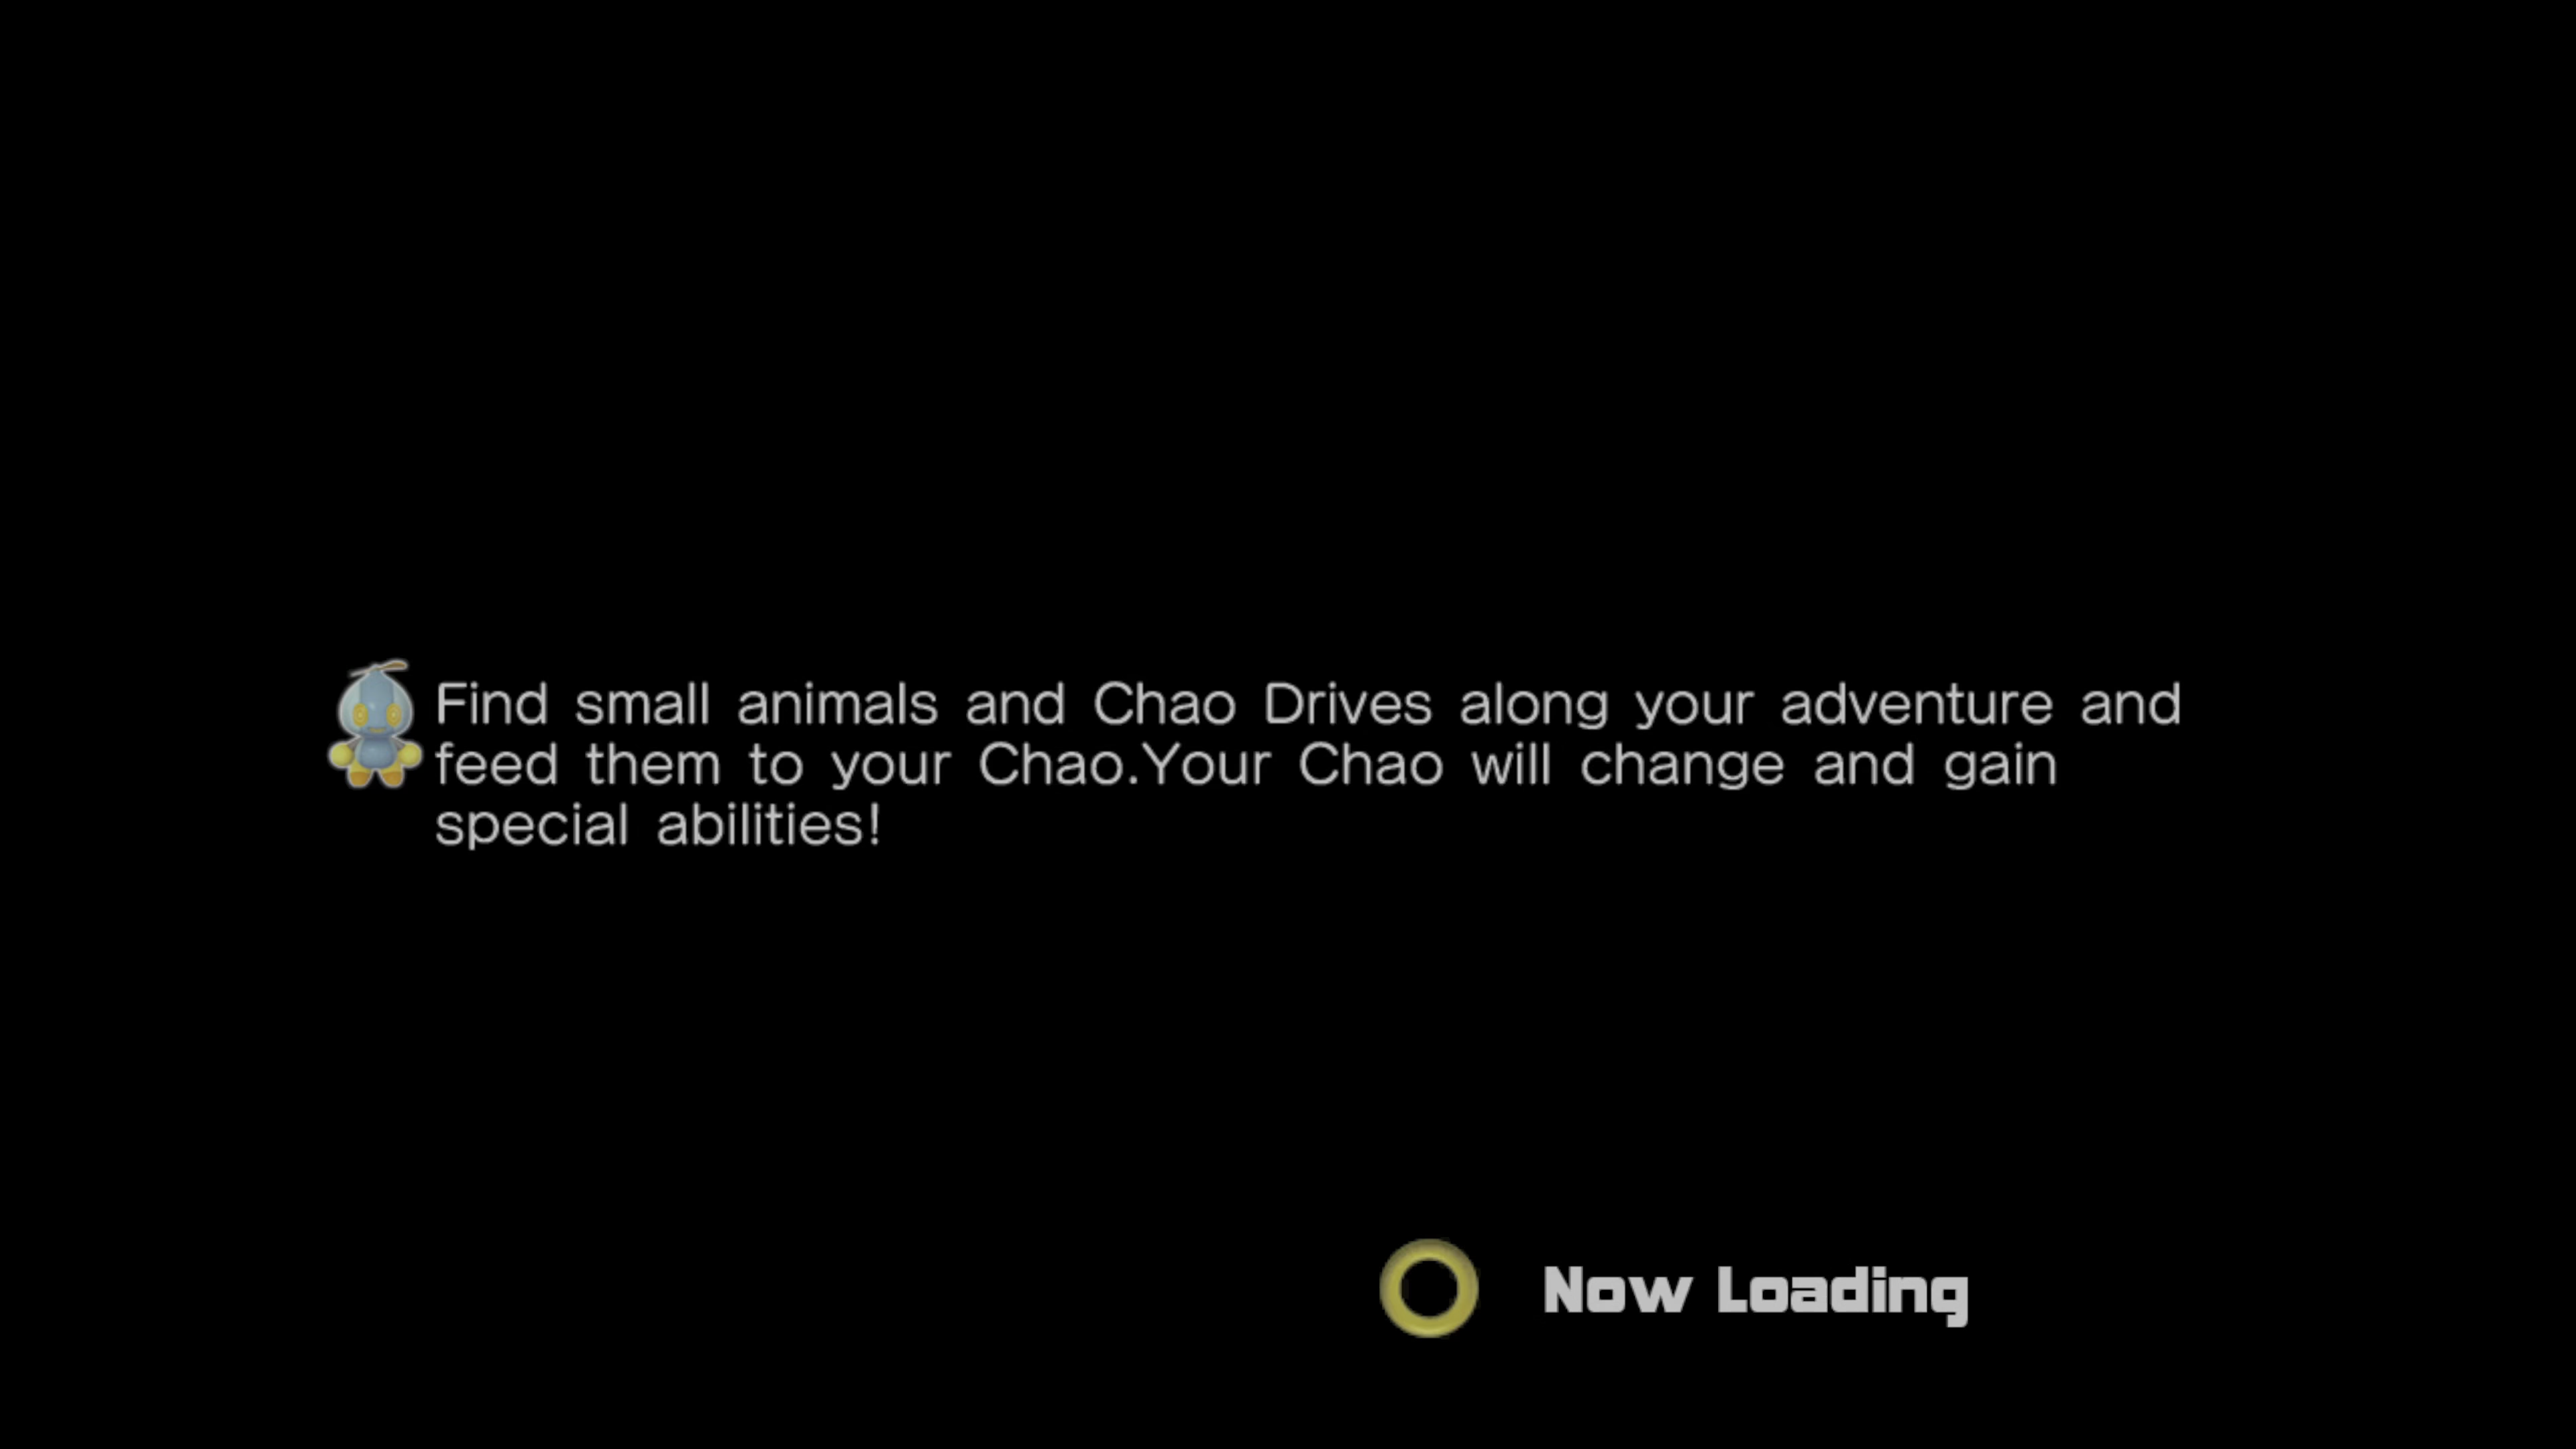 Find small animals and Chao Drives along your adventure and
feed them to your Chao.Your Chao will change and gain
special abilities!
Now Loading